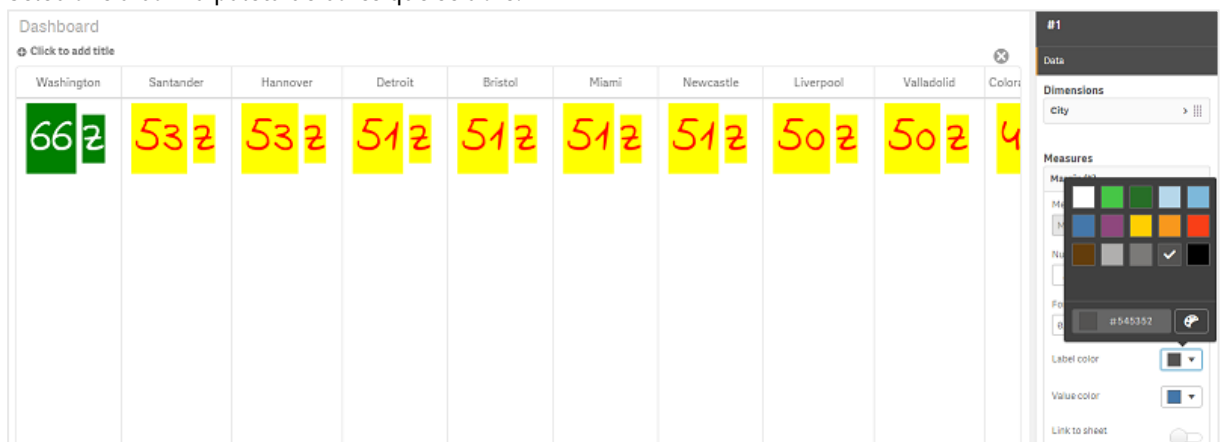 Dashboard
Click to add title
Washington Santander Hannover Detroit Bristol Miami Newcastle Liverpool Valladolid
66 z 53 z 53 z 51 z 51 z 51 z 51 z 50 z 50 z
#1
Data
Dimensions
City
Measures
#545352
Label color
Value color
Link to sheet